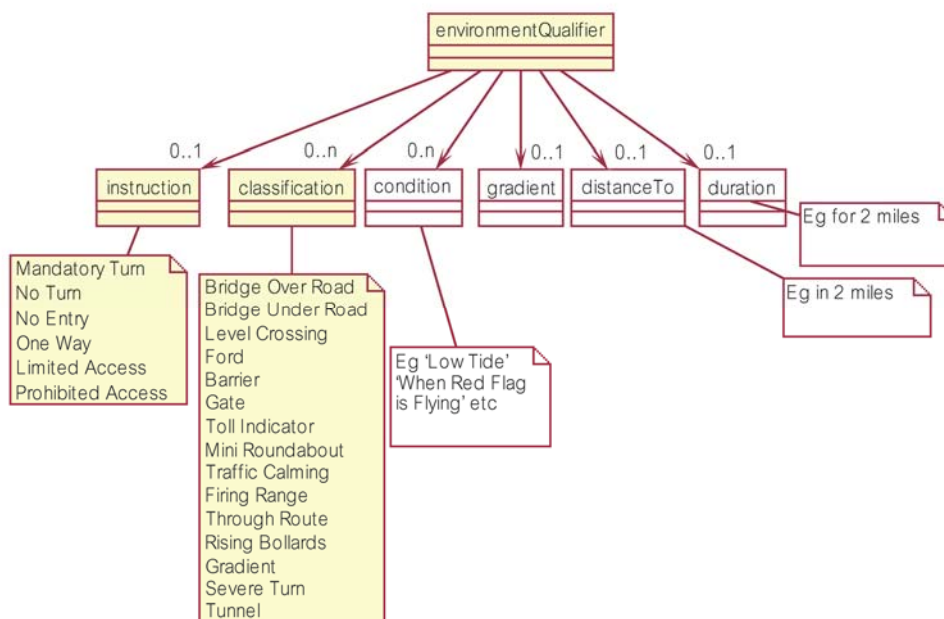 environmentQualifier
0..1
0..n
0.n
0..1
0..1
0..1
instruction
classification
condition
gradient
distanceTo
duration
Eg for 2 miles
Eg in 2 miles
Mandatory Turn
No Turn
No Entry
One Way
Limited Access
Prohibited Access
Bridge Over Road
Bridge Under Road
Level Crossing
Ford
Barrier
Gate
Toll Indicator
Mini Roundabout
Traffic Calming
Firing Range
Through Route
Rising Bollards
Gradient
Severe Turn
Tunnel
Eg ‘Low Tide’
‘When Red Flag
is Flying’ etc